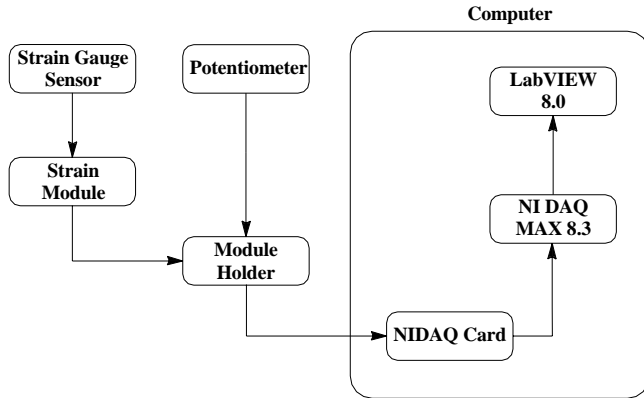 Computer
Strain Gauge
Sensor
Potentiometer
LabVIEW
8.0
Strain
Module
NI DAQ
MAX 8.3
Module
Holder
NIDAQ Card